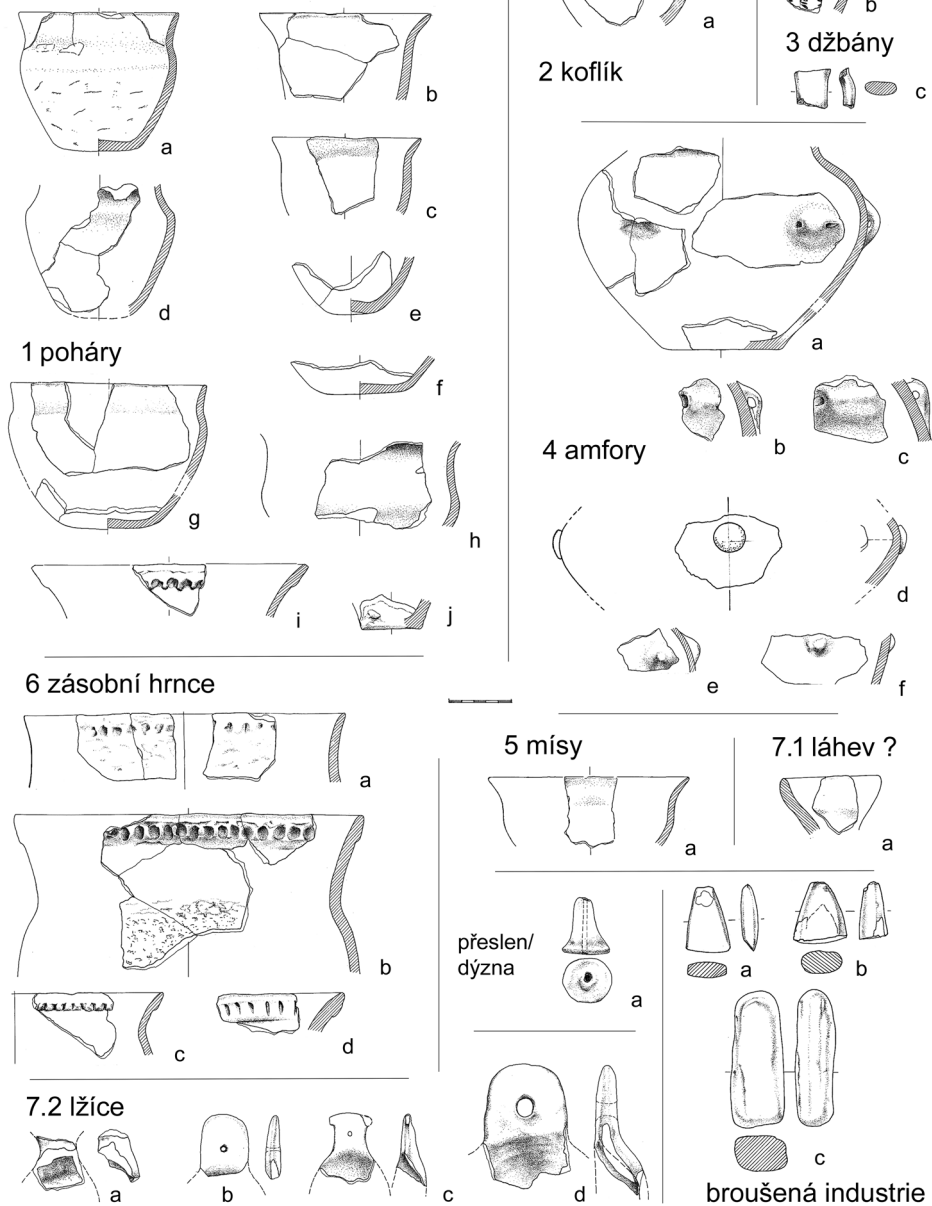 a
b
c
d
e
f
1 poháry
g
h
i
j
a
2 koflík
b
3 džbány
c
a
b
c
4 amfory
d
e
f
6 zásobní hrnce
a
b
c
d
5 mísy
a
7.1 láhev ?
a
přeslen/
dýzna
a
a
b
c
broušená industrie
7.2 lžíce
a
b
c
d